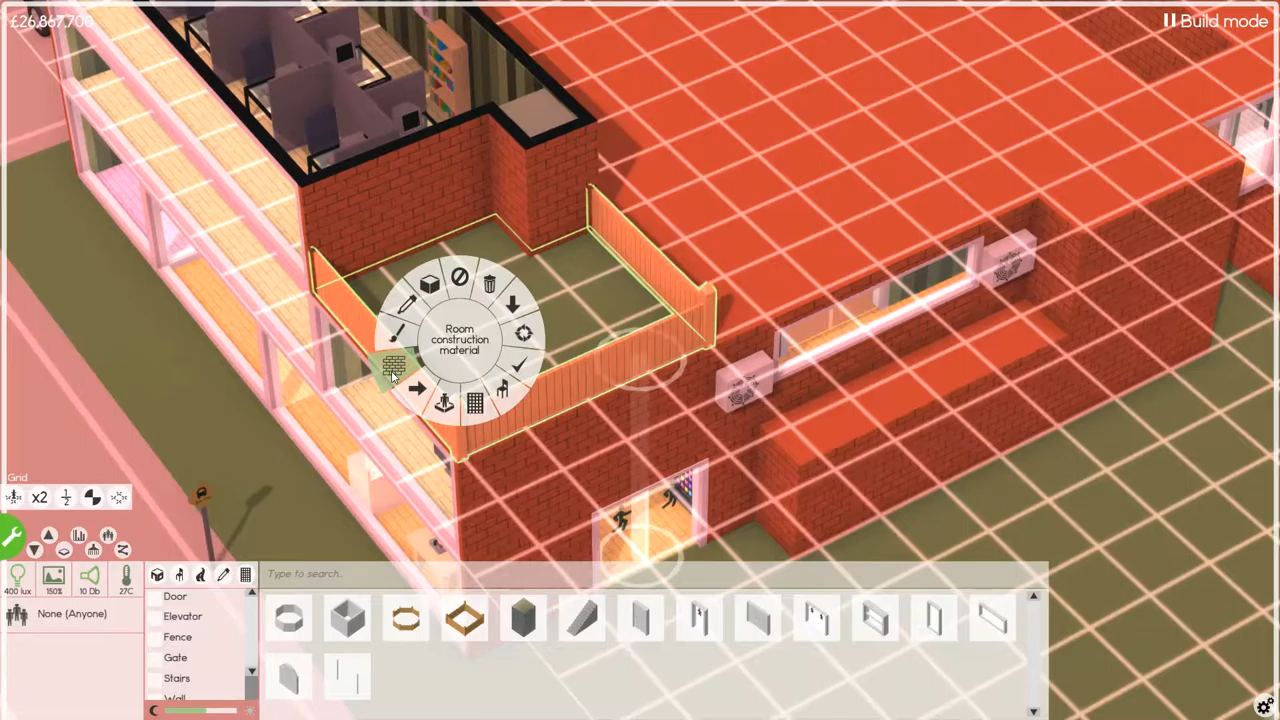 £26,867,700
Build mode
Room
construction
material
Grid
x2
1/2
400 lux
150%
10 Db
27C
None (Anyone)
Door
Elevator
Fence
Gate
Stairs
Wall
Type to search..